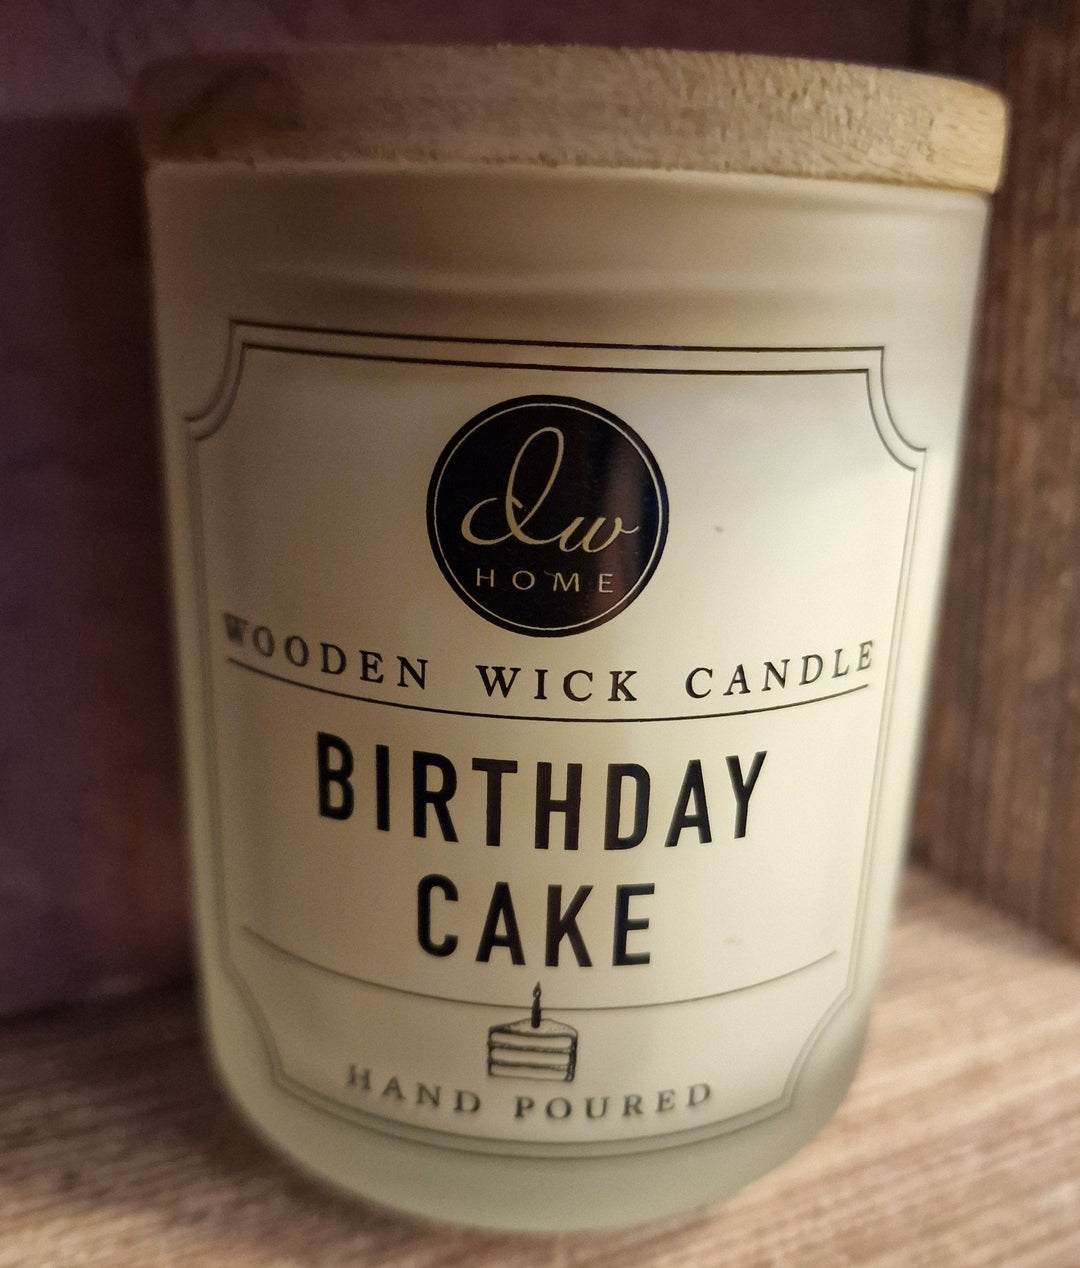 dw
HOME
WOODEN WICK CANDLE
BIRTHDAY
CAKE
HAND POURED